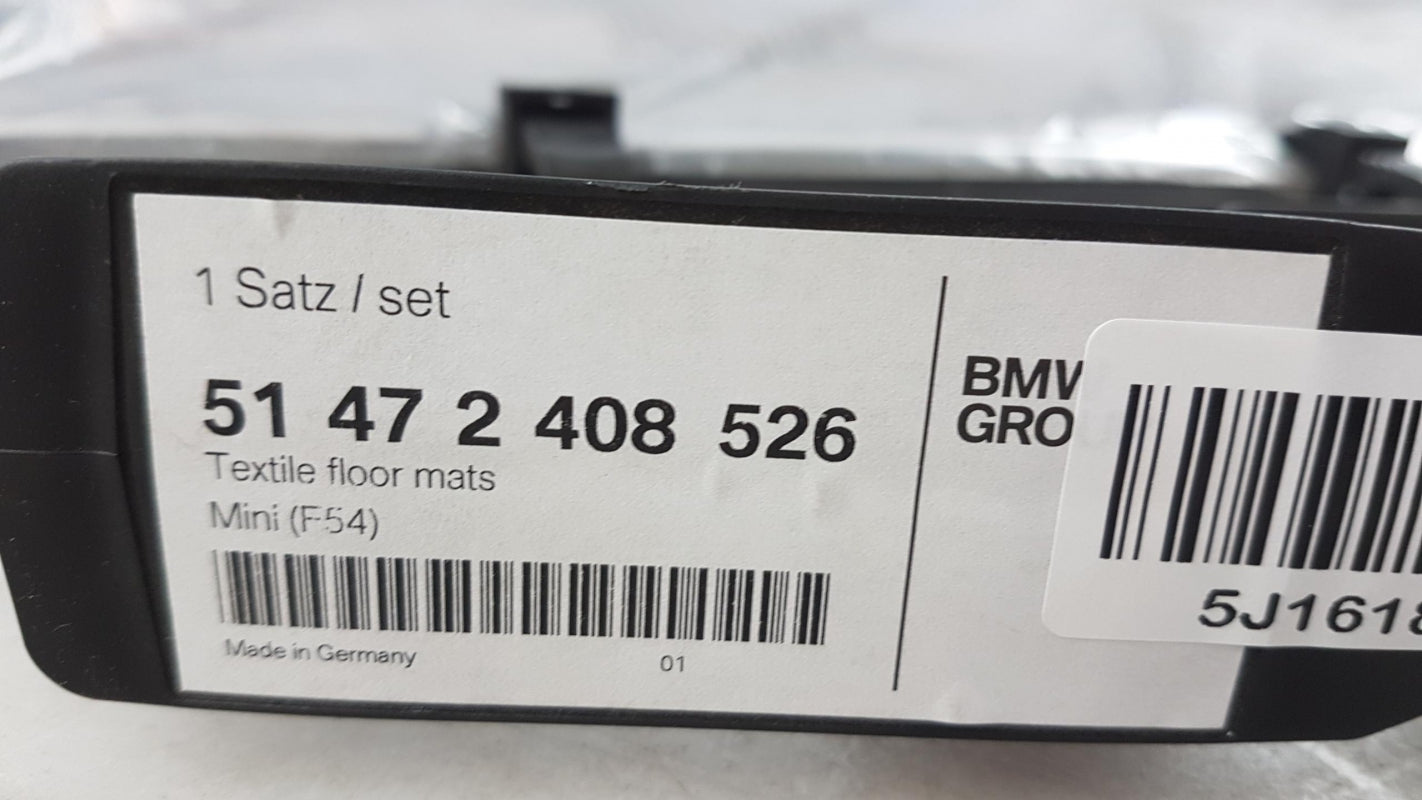 1 Satz / set
51 47 2 408 526
Textile floor mats
Mini (F54)
Made in Germany 01
BMW
GRO
5J1618